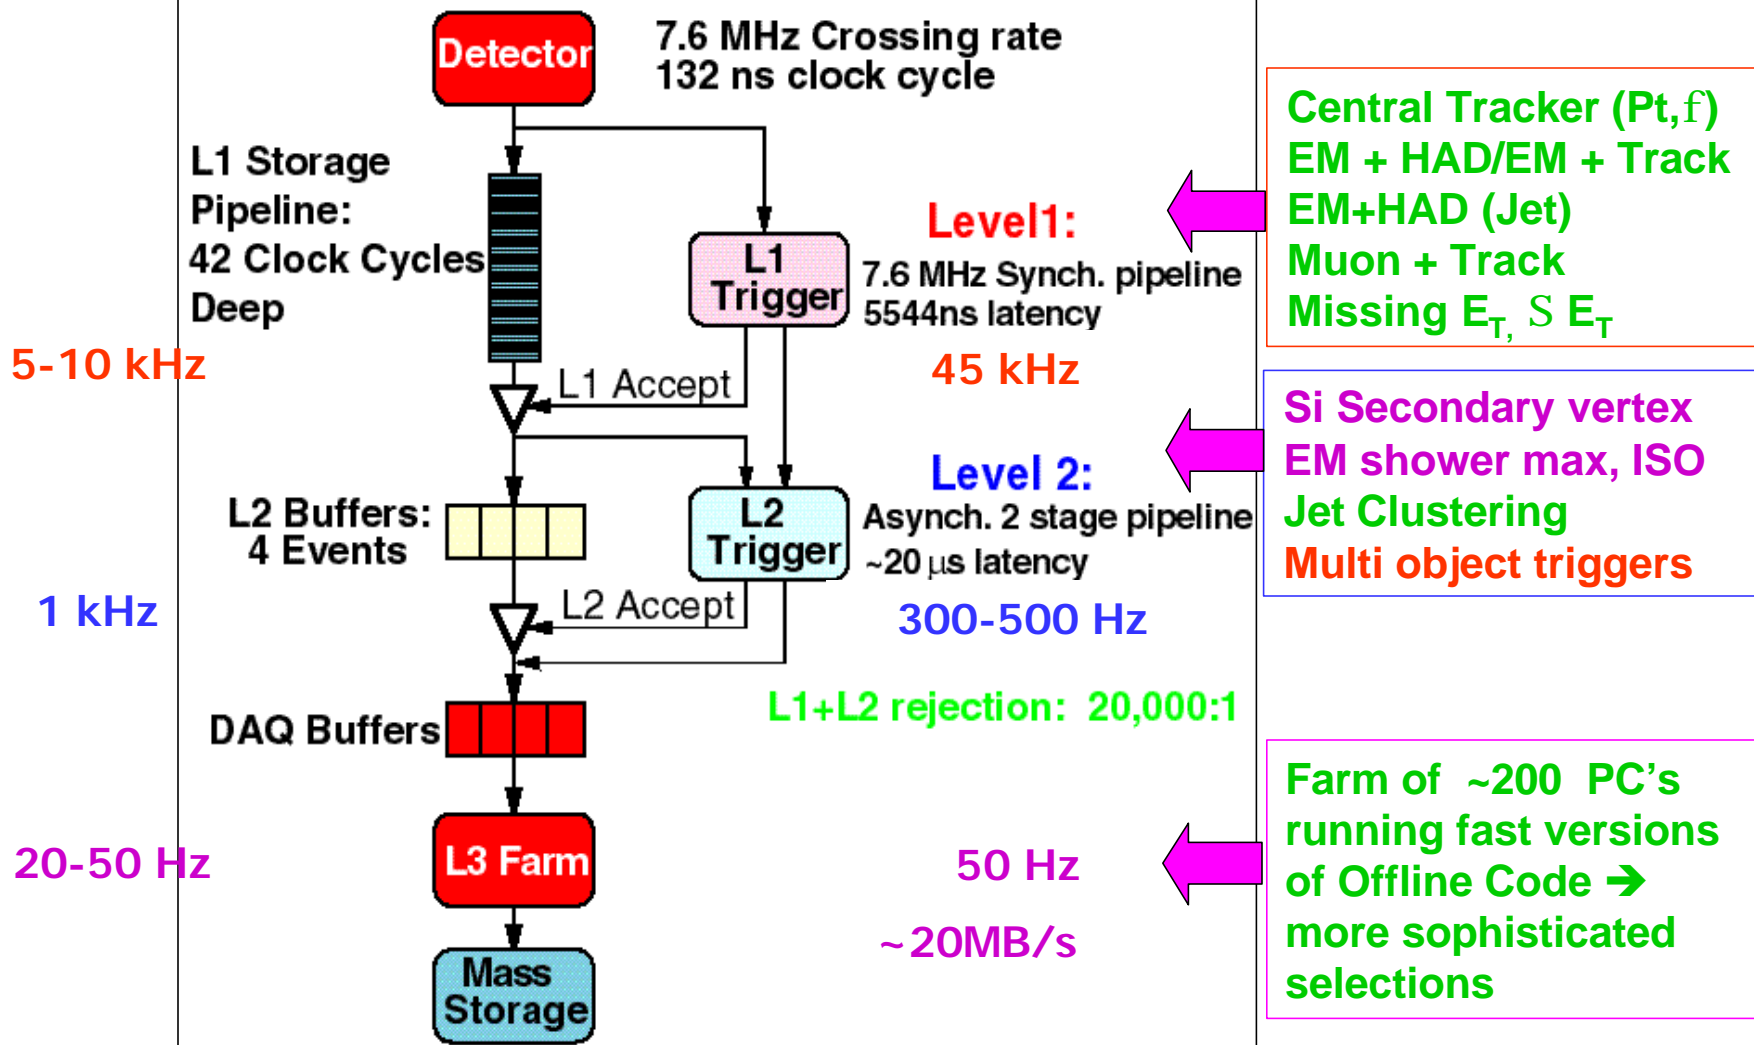 Detector
7.6 MHz Crossing rate
132 ns clock cycle
L1 Storage
Pipeline:
42 Clock Cycles
Deep
L1
Trigger
Level1:
7.6 MHz Synch. pipeline
5544ns latency
45 kHz
Central Tracker (Pt,f)
EM + HAD/EM + Track
EM+HAD (Jet)
Muon + Track
Missing ET, S ET
5-10 kHz
L1 Accept
Si Secondary vertex
EM shower max, ISO
Jet Clustering
Multi object triggers
L2 Buffers:
4 Events
L2
Trigger
Level 2:
Asynch. 2 stage pipeline
~20 μs latency
300-500 Hz
1 kHz
L2 Accept
L1+L2 rejection: 20,000:1
DAQ Buffers
20-50 Hz
L3 Farm
50 Hz
~20MB/s
Farm of ~200 PC’s
running fast versions
of Offline Code ➔
more sophisticated
selections
Mass
Storage